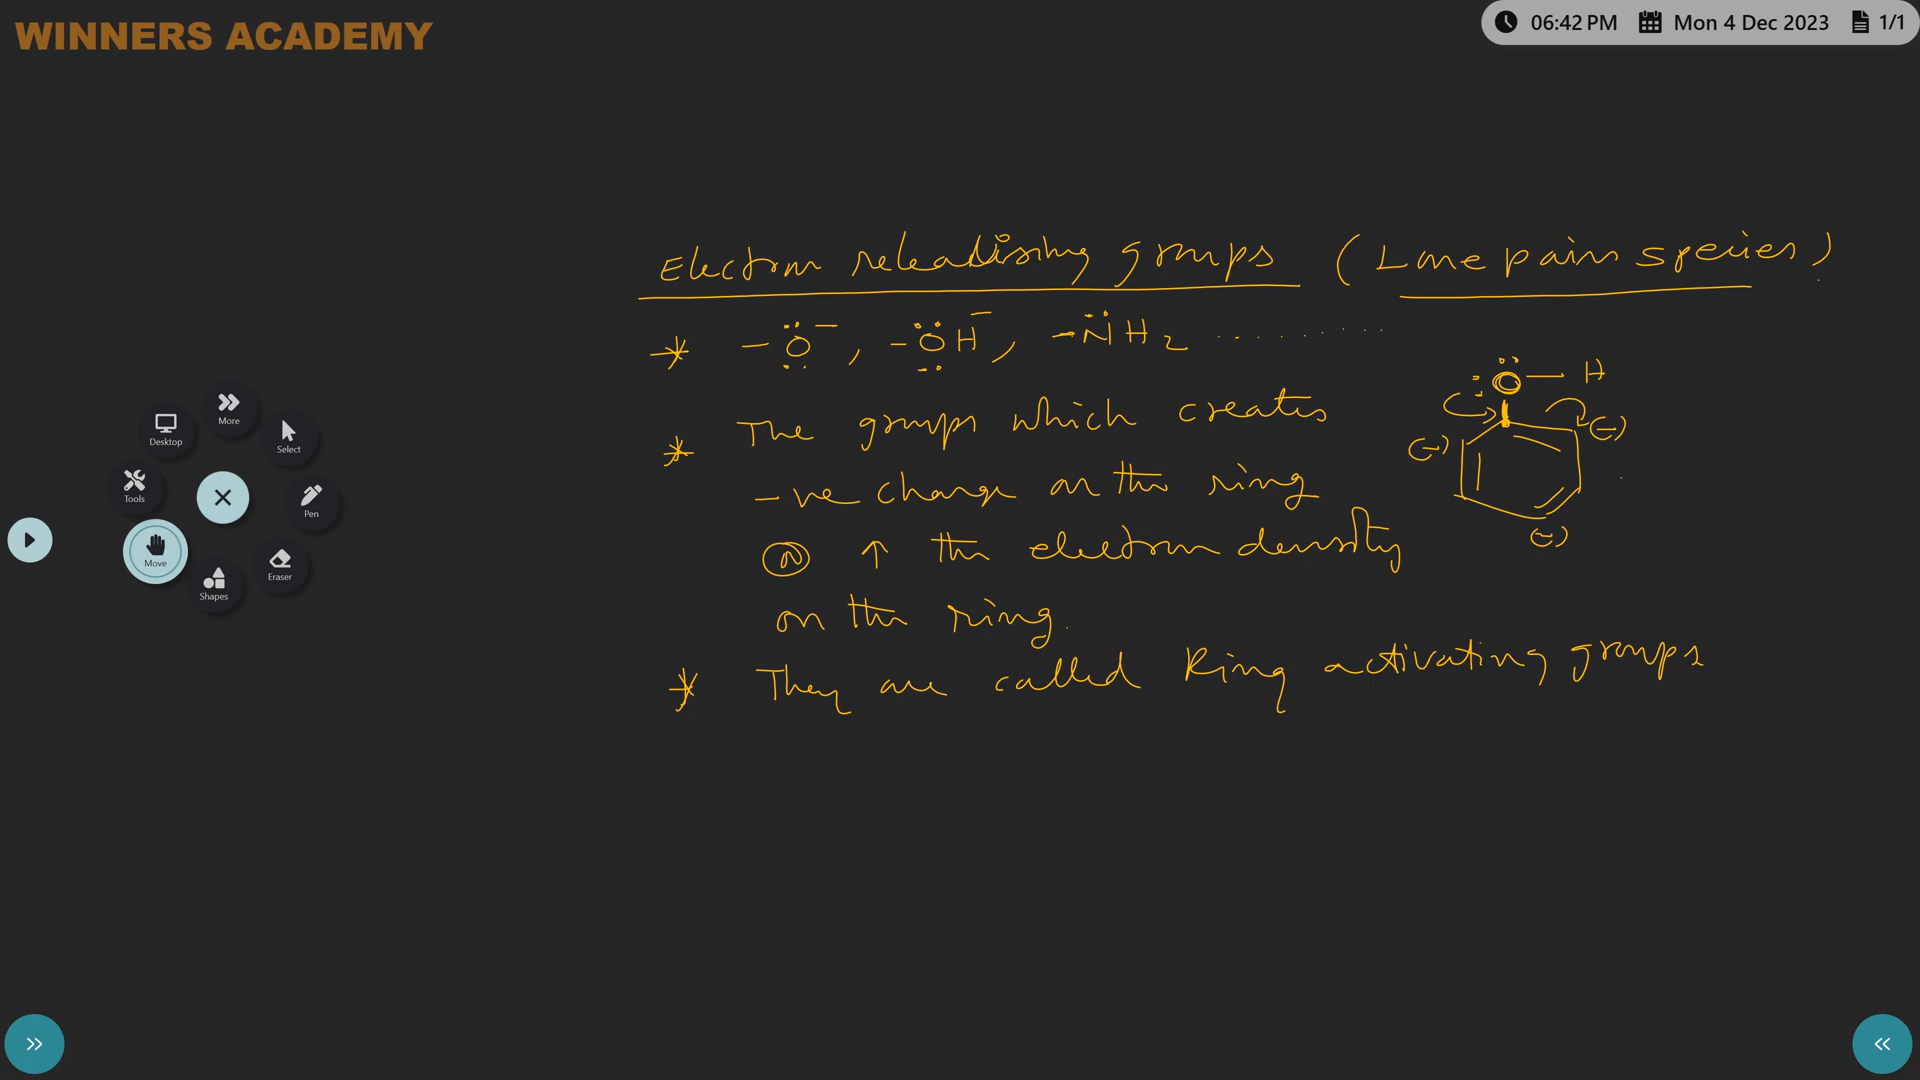 WINNERS ACADEMY
06:42 PM Mon 4 Dec 2023 1/1
Electron releasing groups (Lone pair species)
* -O⁻, -OH⁻, -NH2 ..........
* The groups which creates
-ve charge on the ring
(or) ↑ the electron density
on the ring.
* They are called Ring activating groups
O — H
(-)
(-)
(-)
More
Desktop
Select
Tools
Pen
Move
Eraser
Shapes